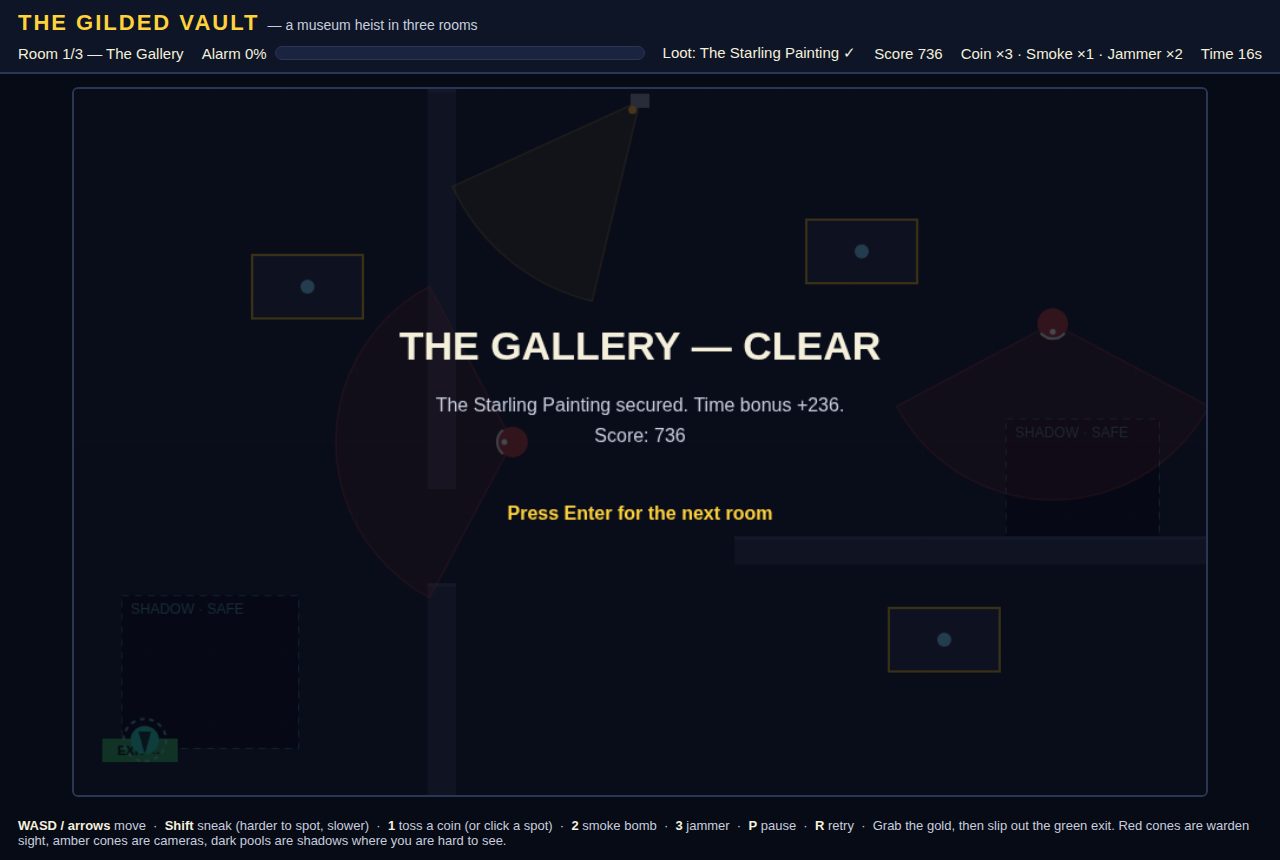 THE GILDED VAULT — a museum heist in three rooms
Room 1/3 — The Gallery Alarm 0% Loot: The Starling Painting ✓ Score 736 Coin ×3 · Smoke ×1 · Jammer ×2 Time 16s
THE GALLERY — CLEAR
The Starling Painting secured. Time bonus +236.
SHADOW · SAFE
Score: 736
Press Enter for the next room
SHADOW · SAFE
WASD / arrows move · Shift sneak (harder to spot, slower) · 1 toss a coin (or click a spot) · 2 smoke bomb · 3 jammer · P pause · R retry · Grab the gold, then slip out the green exit. Red cones are warden
sight, amber cones are cameras, dark pools are shadows where you are hard to see.